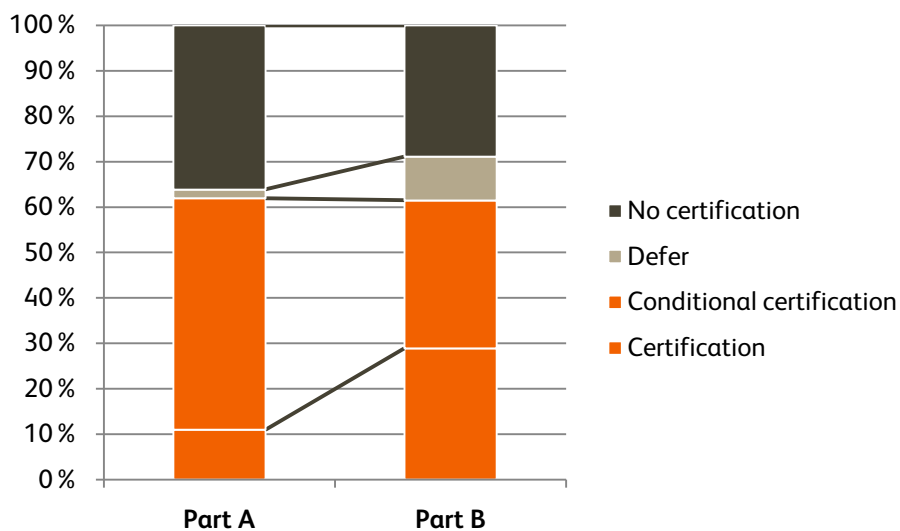 100 %
90 %
80 %
70 %
60 %
50 %
40 %
30 %
20 %
10 %
0 %
No certification
Defer
Conditional certification
Certification
Part A
Part B